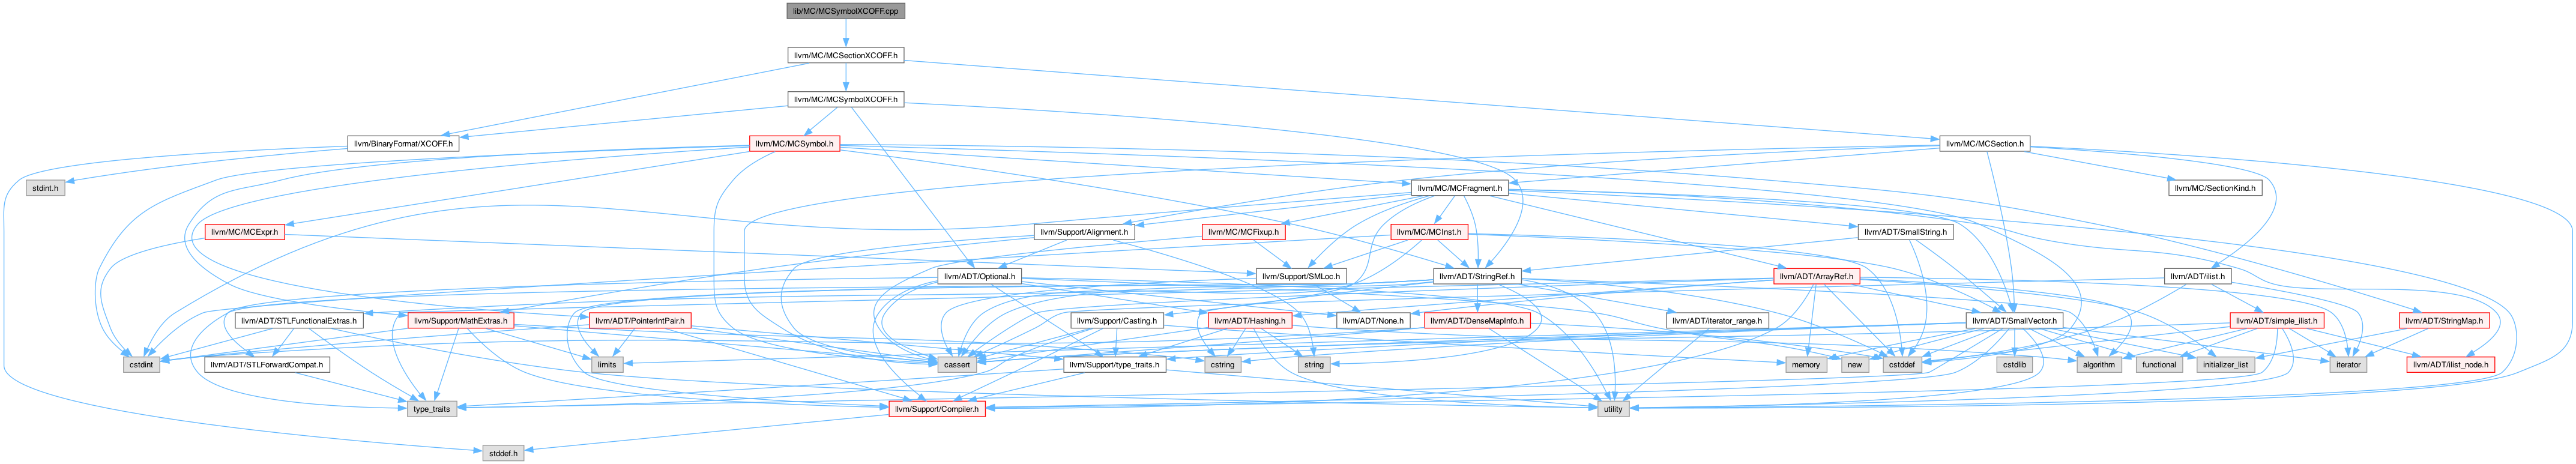 lib/MC/MCSymbolXCOFF.cpp
llvm/MC/MCSectionXCOFF.h
llvm/MC/MCSymbolXCOFF.h
llvm/BinaryFormat/XCOFF.h
llvm/MC/MCSymbol.h
llvm/MC/MCSection.h
stdint.h
llvm/MC/MCFragment.h
llvm/MC/SectionKind.h
llvm/MC/MCExpr.h
llvm/Support/Alignment.h
llvm/MC/MCFixup.h
llvm/MC/MCInst.h
llvm/ADT/SmallString.h
llvm/ADT/Optional.h
llvm/Support/SMLoc.h
llvm/ADT/StringRef.h
llvm/ADT/ArrayRef.h
llvm/ADT/ilist.h
llvm/ADT/STLFunctionalExtras.h
llvm/Support/MathExtras.h
llvm/ADT/PointerIntPair.h
llvm/Support/Casting.h
llvm/ADT/Hashing.h
llvm/ADT/None.h
llvm/ADT/DenseMapInfo.h
llvm/ADT/iterator_range.h
llvm/ADT/SmallVector.h
llvm/ADT/simple_ilist.h
llvm/ADT/StringMap.h
cstdint
llvm/ADT/STLForwardCompat.h
limits
cassert
llvm/Support/type_traits.h
cstring
string
memory
new
cstddef
cstdlib
algorithm
functional
initializer_list
iterator
llvm/ADT/ilist_node.h
type_traits
llvm/Support/Compiler.h
utility
stddef.h